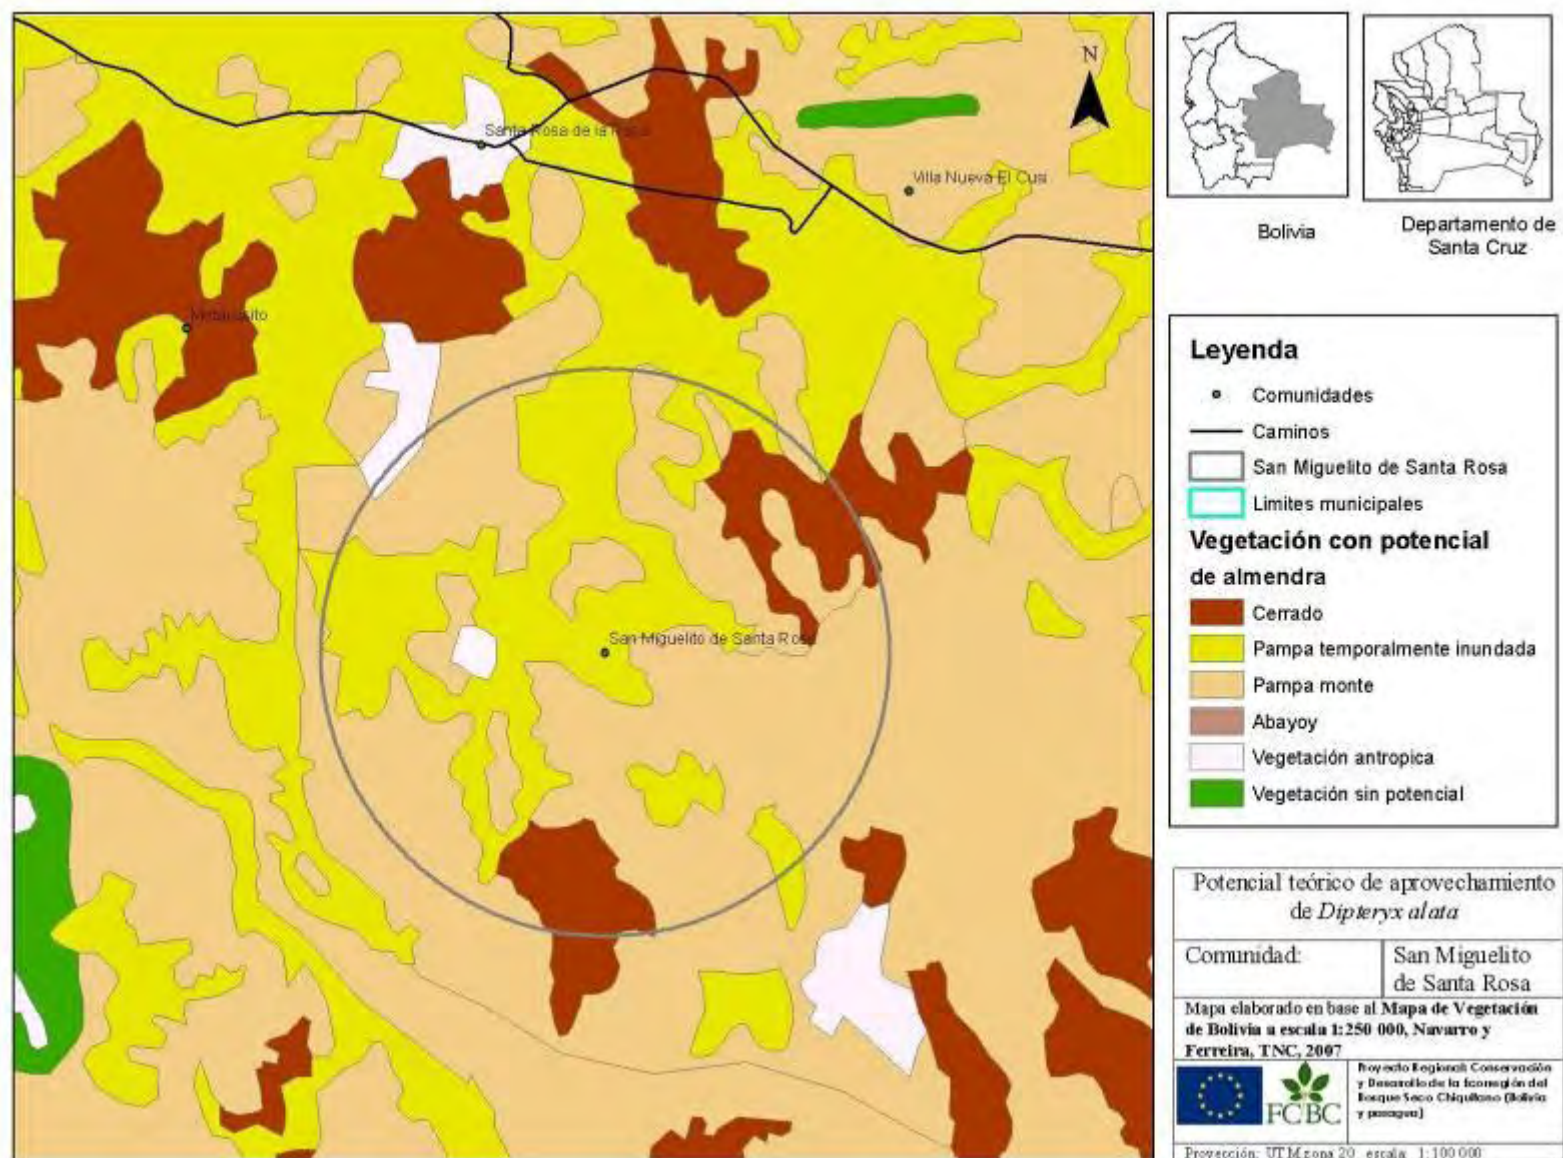 N
Santa Rosa de la
Villa Nueva El Cusi
San Miguelito de Santa Rosa
Bolivia
Departamento de
Santa Cruz
Leyenda
Comunidades
Caminos
San Miguelito de Santa Rosa
Limites municipales
Vegetación con potencial
de almendra
Cerrado
Pampa temporalmente inundada
Pampa monte
Abayoy
Vegetación antropica
Vegetación sin potencial
Potencial teórico de aprovechamiento
de Dipteryx alata
Comunidad:
San Miguelito
de Santa Rosa
Mapa elaborado en base al Mapa de Vegetación
de Bolivia a escala 1:250 000, Navarro y
Ferreira, TNC, 2007
FCBC
Proyecto Regional: Conservación
y Desarrollo de la Ecorregión del
Bosque Seco Chiquitano (Bolivia
y
Proyección: UTM zona 20 escala 1:100 000